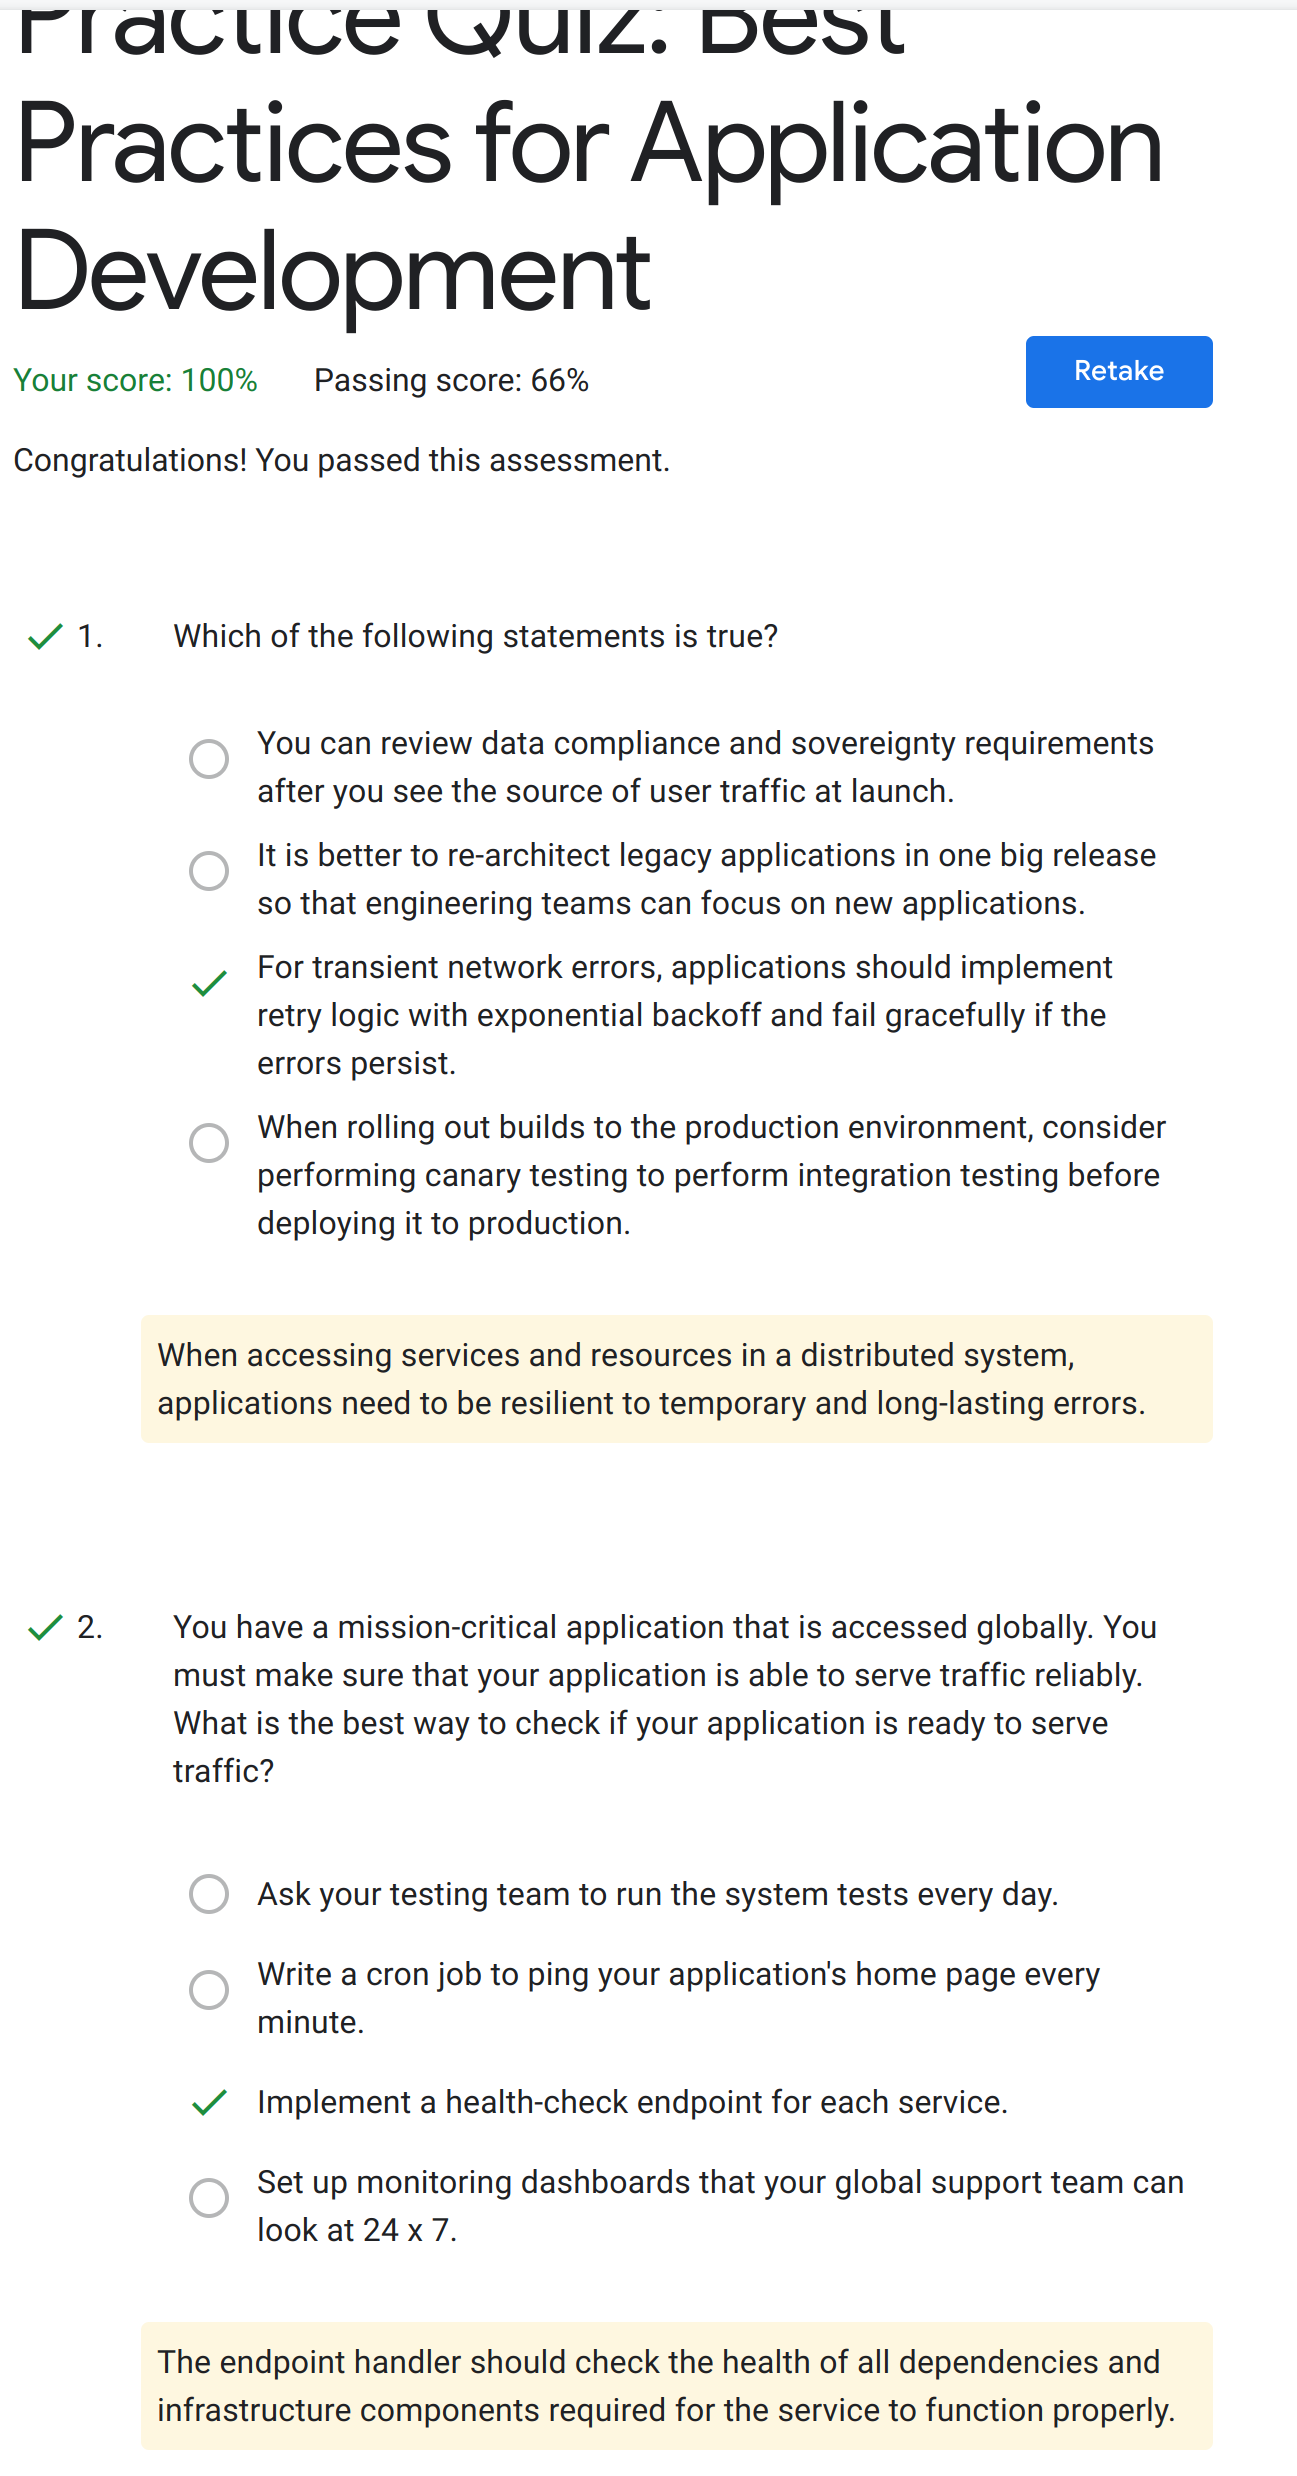 Practice Quiz: Best
Practices for Application
Development
Your score: 100% Passing score: 66%
Retake
Congratulations! You passed this assessment.
1. Which of the following statements is true?
You can review data compliance and sovereignty requirements
after you see the source of user traffic at launch.
It is better to re-architect legacy applications in one big release
so that engineering teams can focus on new applications.
For transient network errors, applications should implement
retry logic with exponential backoff and fail gracefully if the
errors persist.
When rolling out builds to the production environment, consider
performing canary testing to perform integration testing before
deploying it to production.
When accessing services and resources in a distributed system,
applications need to be resilient to temporary and long-lasting errors.
2. You have a mission-critical application that is accessed globally. You
must make sure that your application is able to serve traffic reliably.
What is the best way to check if your application is ready to serve
traffic?
Ask your testing team to run the system tests every day.
Write a cron job to ping your application's home page every
minute.
Implement a health-check endpoint for each service.
Set up monitoring dashboards that your global support team can
look at 24 x 7.
The endpoint handler should check the health of all dependencies and
infrastructure components required for the service to function properly.